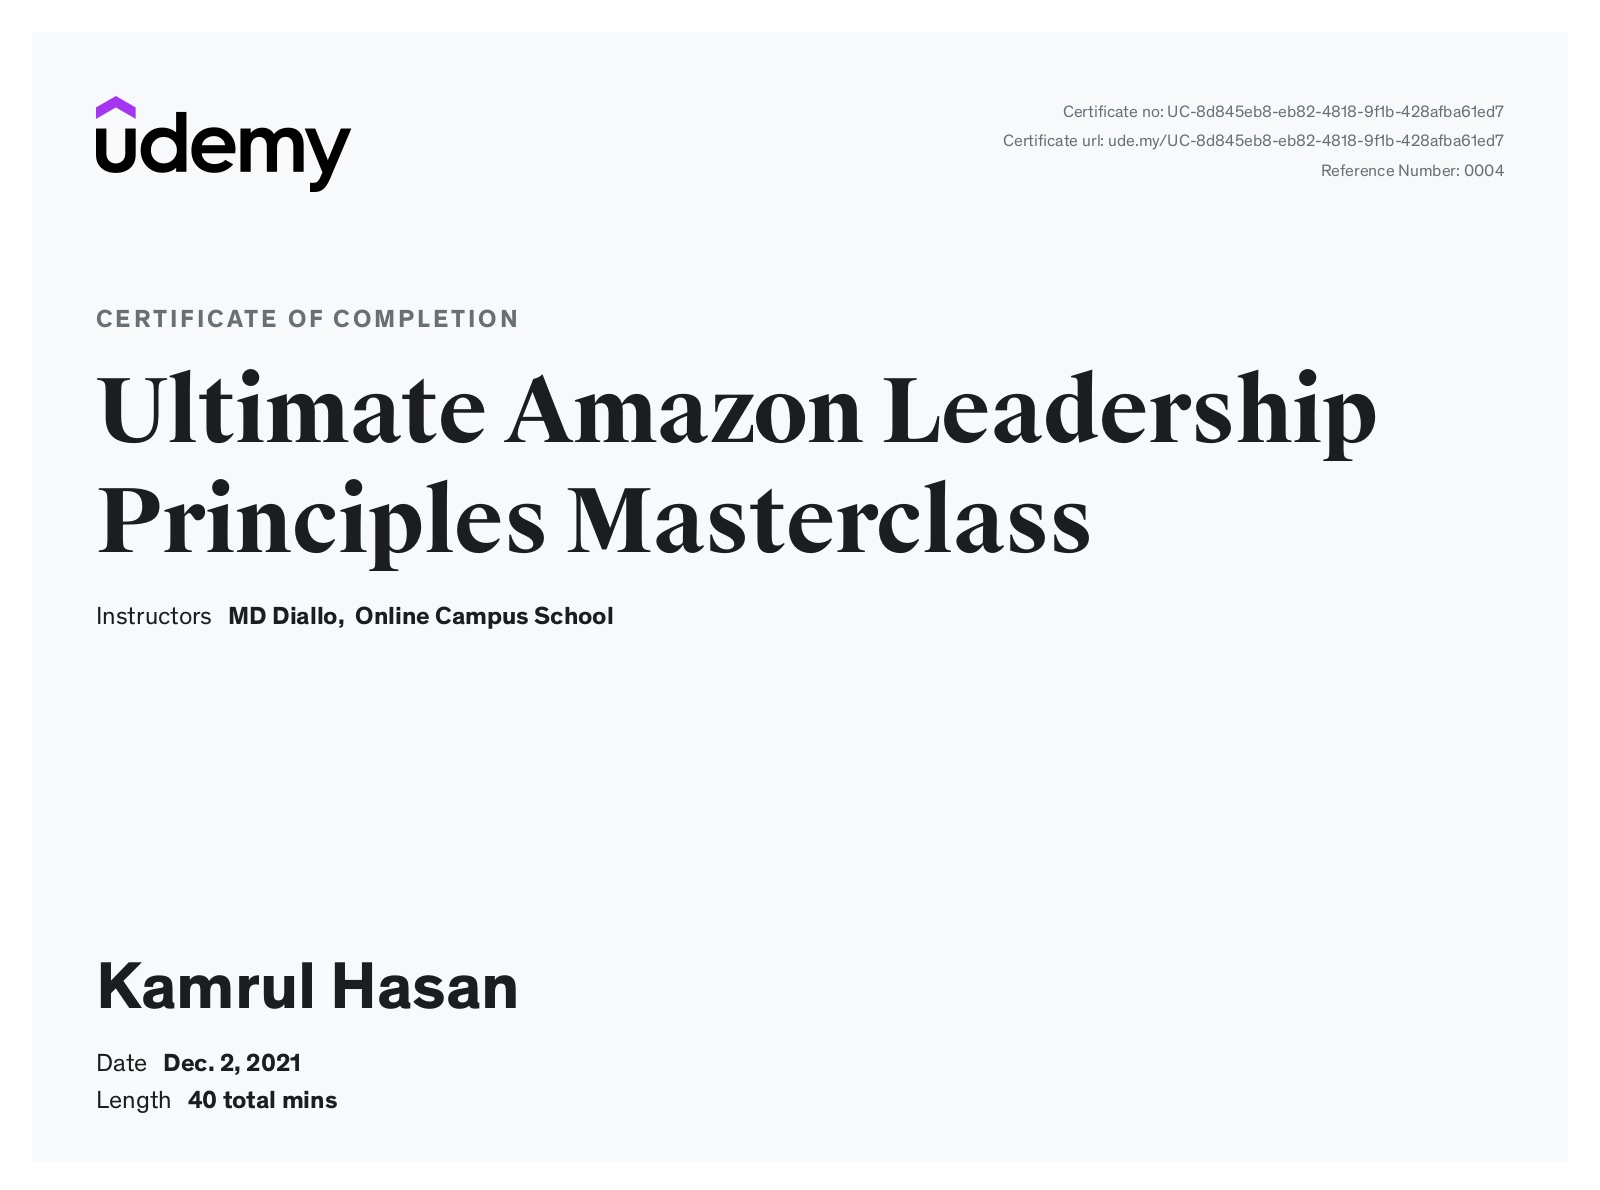 udemy
Certificate no: UC-8d845eb8-eb82-4818-9f1b-428afba61ed7
Certificate url: ude.my/UC-8d845eb8-eb82-4818-9f1b-428afba61ed7
Reference Number: 0004
CERTIFICATE OF COMPLETION
Ultimate Amazon Leadership
Principles Masterclass
Instructors MD Diallo, Online Campus School
Kamrul Hasan
Date Dec. 2, 2021
Length 40 total mins